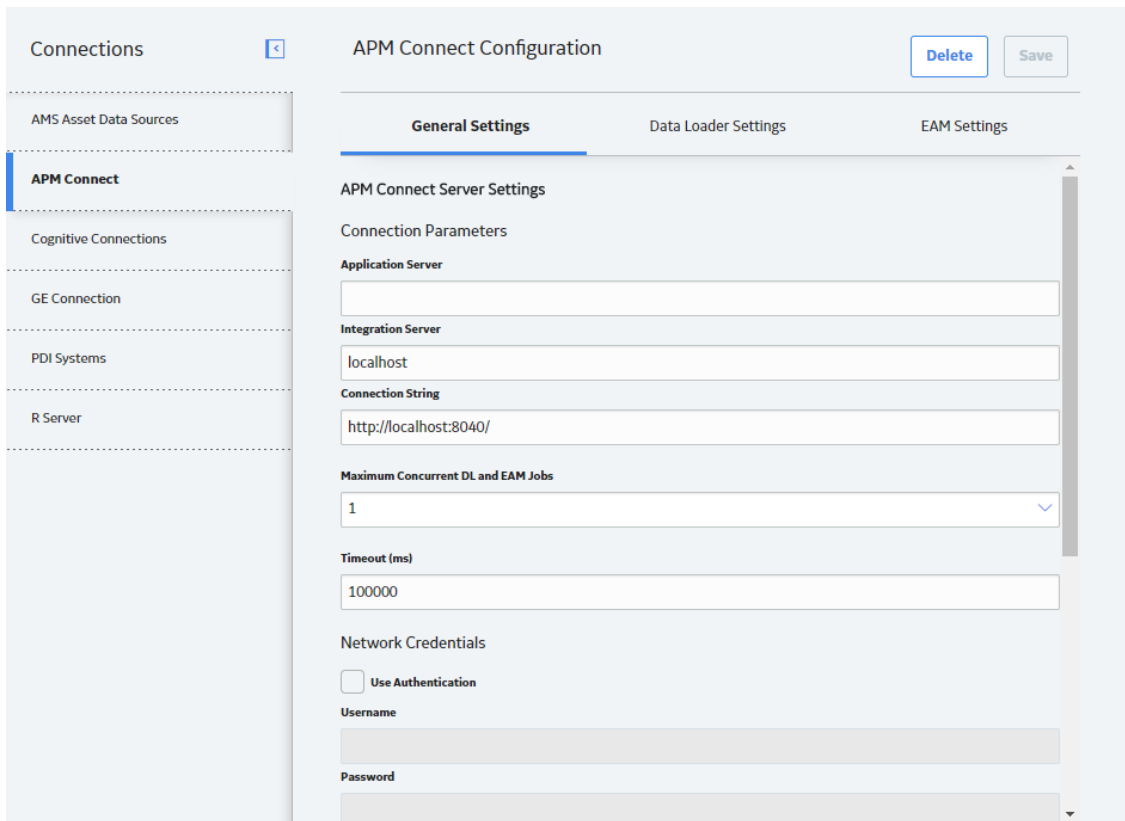 Connections
AMS Asset Data Sources
APM Connect
Cognitive Connections
GE Connection
PDI Systems
R Server
APM Connect Configuration
Delete
Save
General Settings
Data Loader Settings
EAM Settings
APM Connect Server Settings
Connection Parameters
Application Server
Integration Server
localhost
Connection String
http://localhost:8040/
Maximum Concurrent DL and EAM Jobs
1
Timeout (ms)
100000
Network Credentials
Use Authentication
Username
Password